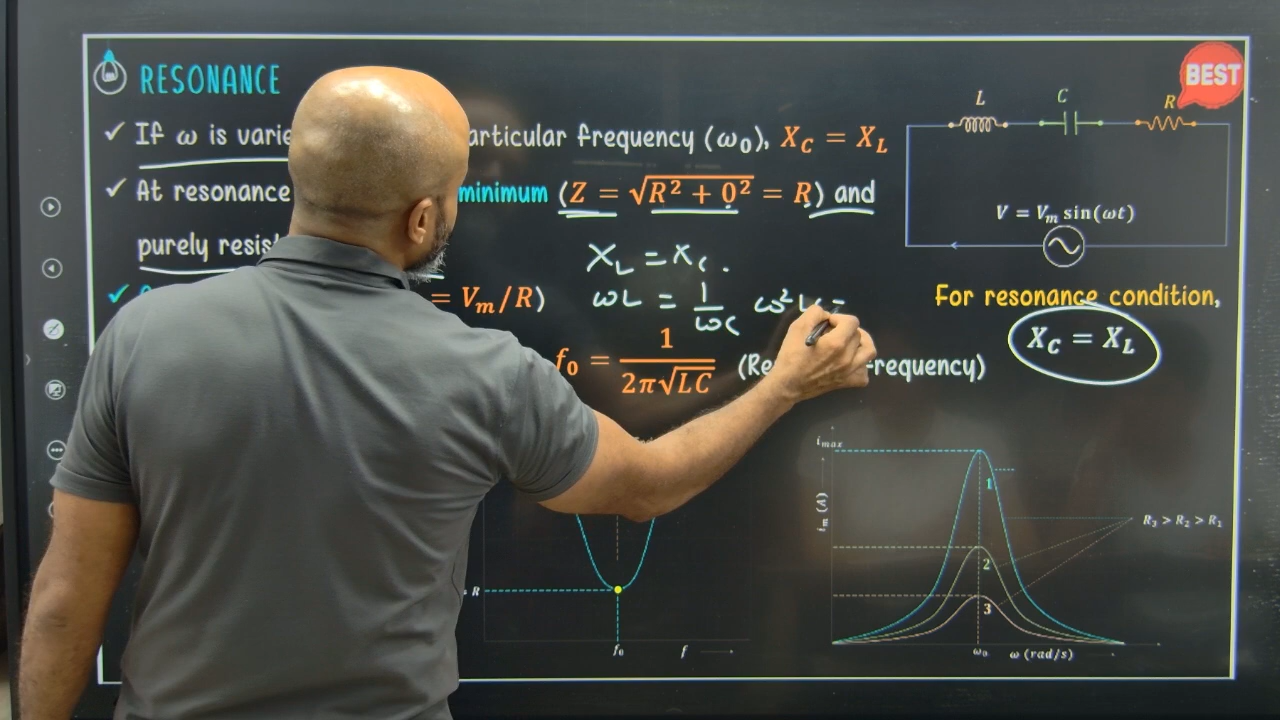 RESONANCE
BEST
✓ If ω is varie articular frequency (ω₀), X_C = X_L
✓ At resonance minimum (Z = √(R² + 0²) = R) and
purely resis
= V_m/R)
X_L = X_C.
ωL = 1/ωC ω²LC =
f₀ = 1/(2π√(LC)) (Re requency)
L C R
V = V_m sin(ωt)
For resonance condition,
X_C = X_L
R
f₀ f
i_max
i_m (A)
1
2
3
R₃ > R₂ > R₁
ω₀ ω (rad/s)